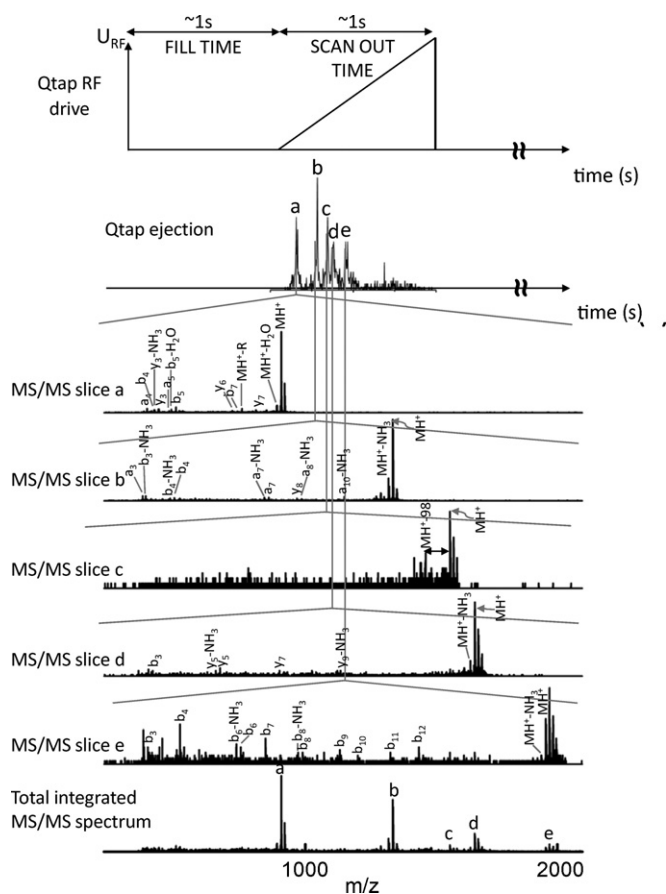 ~1s ~1s
U_RF FILL TIME SCAN OUT TIME
Qtap RF drive
time (s)
Qtap ejection
a b c d e
time (s)
MS/MS slice a
a₄ b₄ y₃-NH₃ y₃ a₅ b₅-H₂O b₅ y₆ b₇ MH⁺-R y₇ MH⁺-H₂O MH⁺
MS/MS slice b
a₃ b₃-NH₃ b₄-NH₃ b₄ a₇-NH₃ a₇ y₈ a₈-NH₃ a₁₀-NH₃ MH⁺-NH₃ MH⁺
MS/MS slice c
MH⁺-98 MH⁺
MS/MS slice d
b₃ y₅-NH₃ y₅ y₇ y₉-NH₃ MH⁺-NH₃ MH⁺
MS/MS slice e
b₃ b₄ b₆-NH₃ b₆ b₇ b₈-NH₃ b₈ b₉ b₁₀ b₁₁ b₁₂ MH⁺-NH₃ MH⁺
Total integrated
MS/MS spectrum
a b c d e
1000 2000
m/z